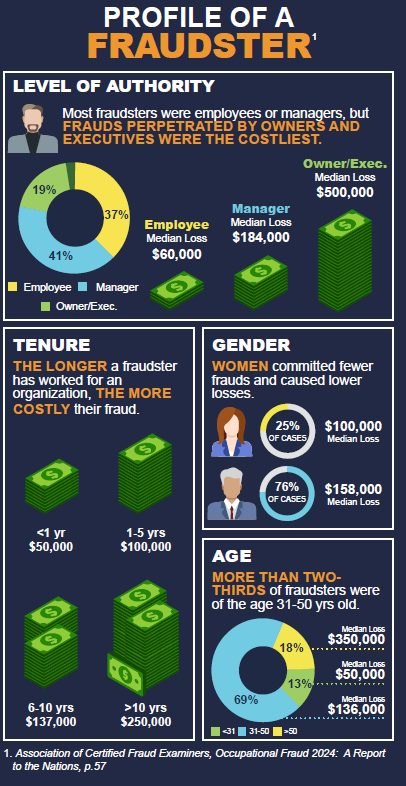 PROFILE OF A
FRAUDSTER1
LEVEL OF AUTHORITY
Most fraudsters were employees or managers, but
FRAUDS PERPETRATED BY OWNERS AND
EXECUTIVES WERE THE COSTLIEST.
19%
37%
41%
Employee
Manager
Owner/Exec.
Employee
Median Loss
$60,000
Manager
Median Loss
$184,000
Owner/Exec.
Median Loss
$500,000
TENURE
THE LONGER a fraudster
has worked for an
organization, THE MORE
COSTLY their fraud.
<1 yr
$50,000
1-5 yrs
$100,000
6-10 yrs
$137,000
>10 yrs
$250,000
GENDER
WOMEN committed fewer
frauds and caused lower
losses.
25%
OF CASES
$100,000
Median Loss
76%
OF CASES
$158,000
Median Loss
AGE
MORE THAN TWO-
THIRDS of fraudsters were
of the age 31-50 yrs old.
18%
13%
69%
Median Loss
$350,000
Median Loss
$50,000
Median Loss
$136,000
<31 31-50 >50
1. Association of Certified Fraud Examiners, Occupational Fraud 2024: A Report
to the Nations, p.57